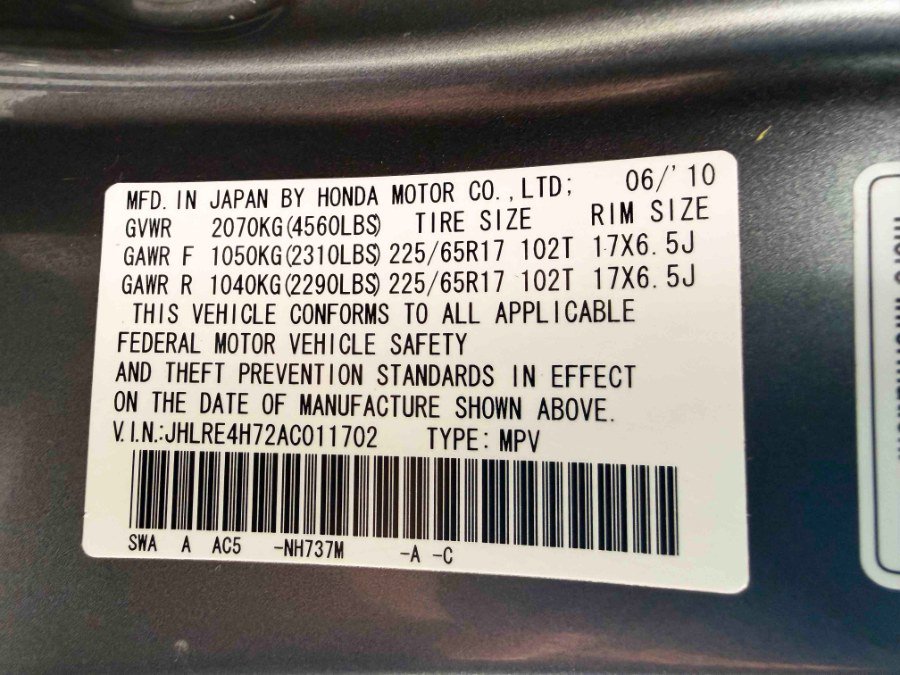 MFD. IN JAPAN BY HONDA MOTOR CO.,LTD; 06/'10
GVWR 2070KG(4560LBS) TIRE SIZE RIM SIZE
GAWR F 1050KG(2310LBS) 225/65R17 102T 17X6.5J
GAWR R 1040KG(2290LBS) 225/65R17 102T 17X6.5J
THIS VEHICLE CONFORMS TO ALL APPLICABLE
FEDERAL MOTOR VEHICLE SAFETY
AND THEFT PREVENTION STANDARDS IN EFFECT
ON THE DATE OF MANUFACTURE SHOWN ABOVE.
V.I.N.:JHLRE4H72AC011702 TYPE: MPV
SWA A AC5 -NH737M -A -C